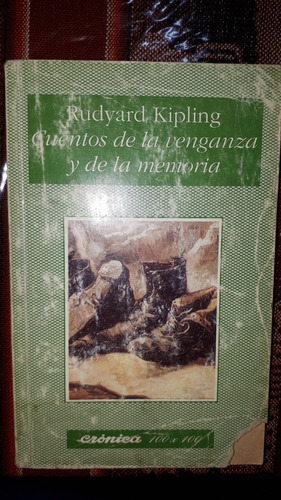 Rudyard Kipling
Cuentos de la venganza
y de la memoria
crónica 100 x 100